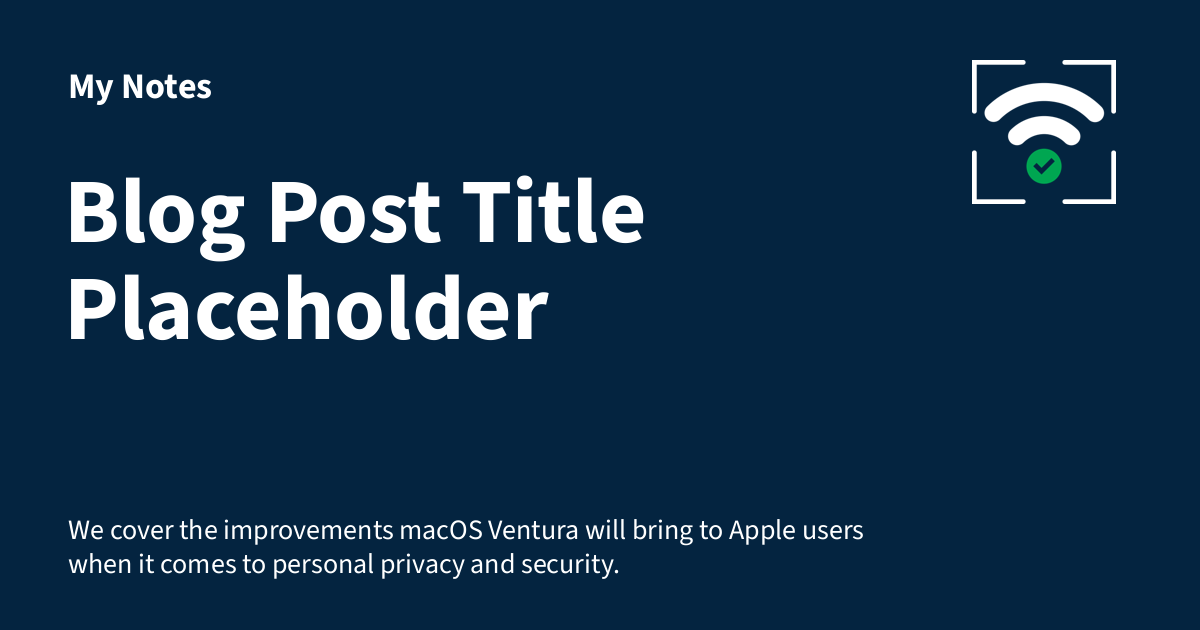 My Notes
Blog Post Title
Placeholder
We cover the improvements macOS Ventura will bring to Apple users
when it comes to personal privacy and security.